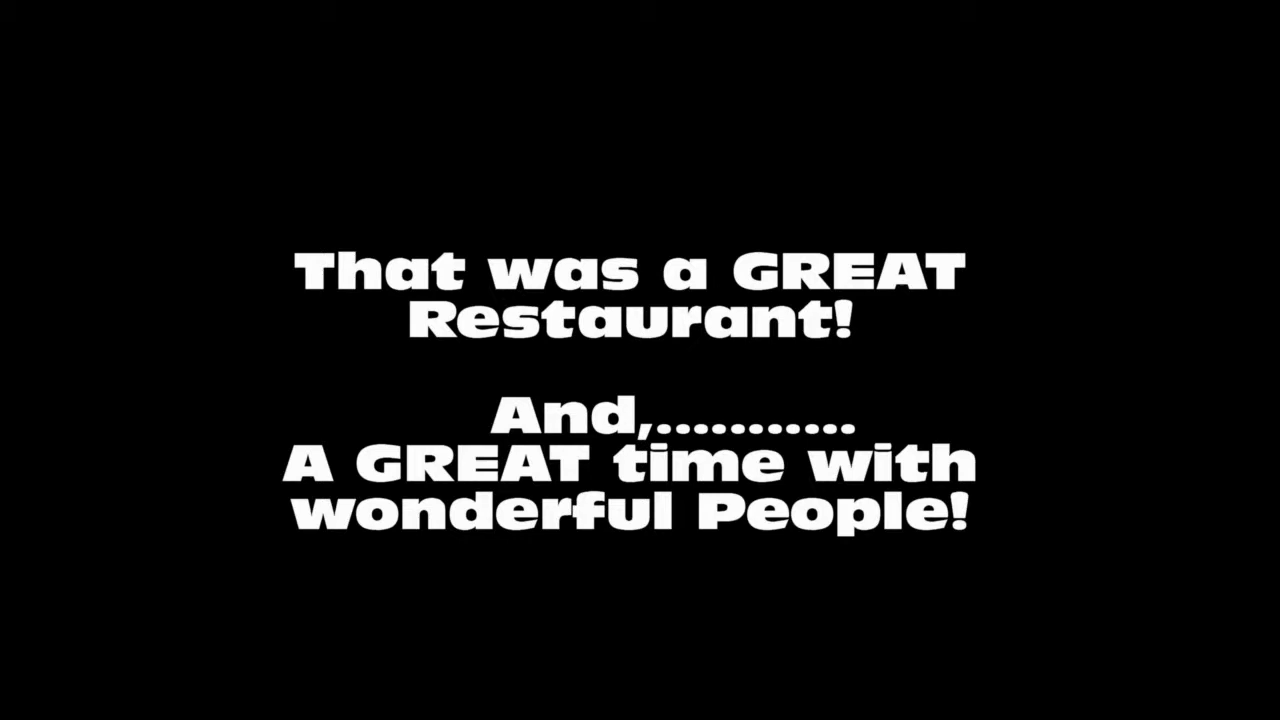 That was a GREAT
Restaurant!
And,...........
A GREAT time with
wonderful People!